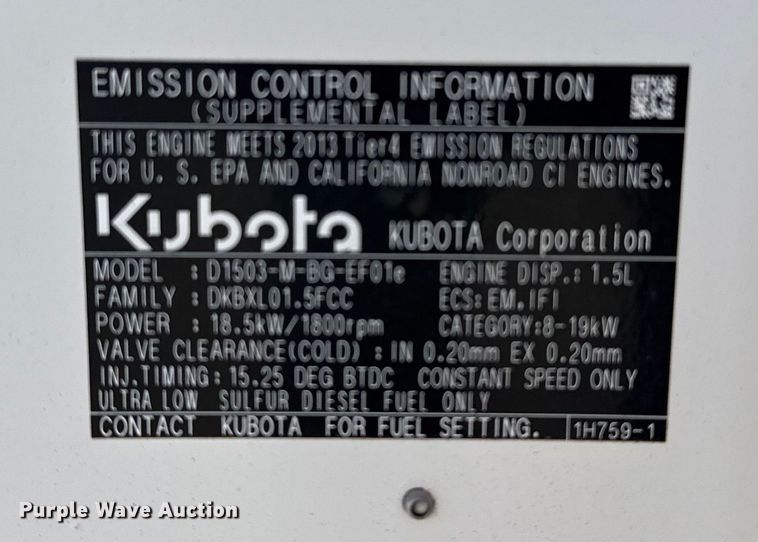 EMISSION CONTROL INFORMATION
(SUPPLEMENTAL LABEL)
THIS ENGINE MEETS 2013 Tier4 EMISSION REGULATIONS
FOR U. S. EPA AND CALIFORNIA NONROAD CI ENGINES.
Kubota KUBOTA Corporation
MODEL : D1503-M-BG-EF01e ENGINE DISP.: 1.5L
FAMILY : DKBXL01.5FCC ECS: EM, IFI
POWER : 18.5kW/1800rpm CATEGORY:8-19kW
VALVE CLEARANCE(COLD) : IN 0.20mm EX 0.20mm
INJ.TIMING: 15.25 DEG BTDC CONSTANT SPEED ONLY
ULTRA LOW SULFUR DIESEL FUEL ONLY
CONTACT KUBOTA FOR FUEL SETTING. 1H759-1
Purple Wave Auction